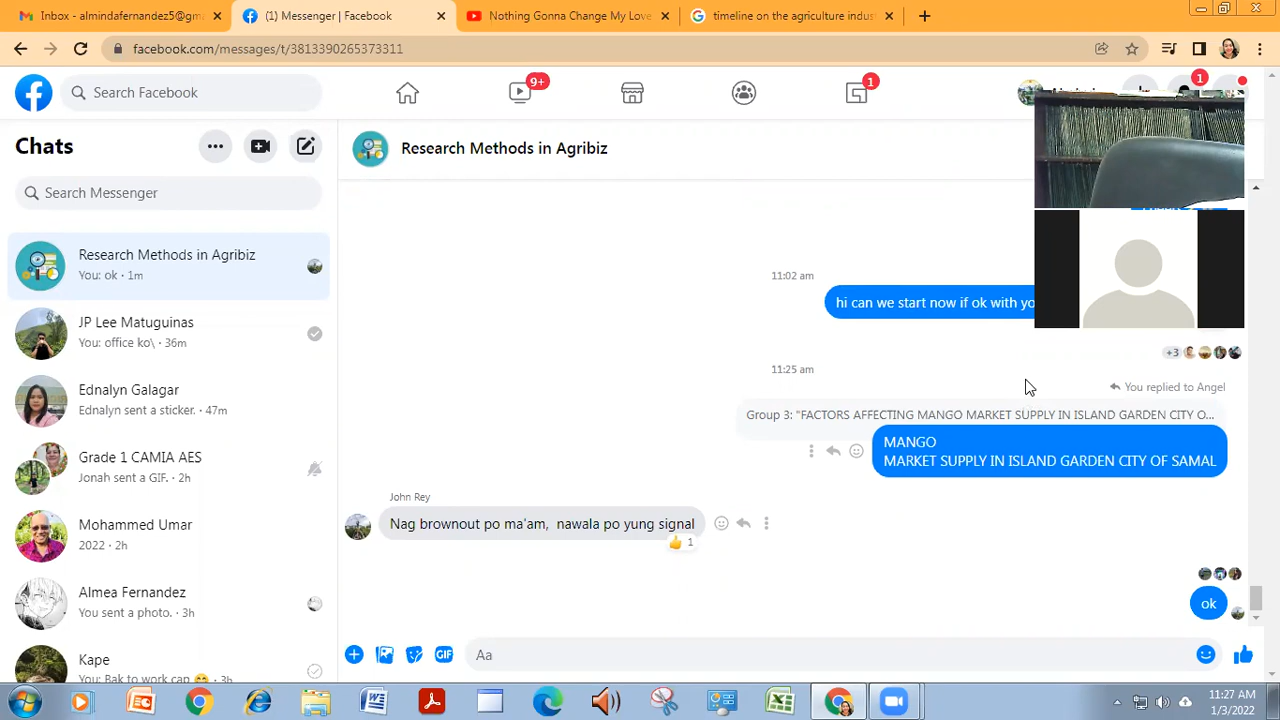 Inbox - almindafernandez5@gm
(1) Messenger | Facebook
Nothing Gonna Change My Love
timeline on the agriculture indus
facebook.com/messages/t/3813390265373311
Search Facebook
9+
1
1
Chats
Search Messenger
Research Methods in Agribiz
You: ok · 1m
JP Lee Matuguinas
You: office ko\ · 36m
Ednalyn Galagar
Ednalyn sent a sticker. · 47m
Grade 1 CAMIA AES
Jonah sent a GIF. · 2h
Mohammed Umar
2022 · 2h
Almea Fernandez
You sent a photo. · 3h
Kape
You: Bak to work cap 😁 · 3h
Research Methods in Agribiz
11:02 am
hi can we start now if ok with yo
+3
11:25 am
You replied to Angel
Group 3: "FACTORS AFFECTING MANGO MARKET SUPPLY IN ISLAND GARDEN CITY O...
MANGO
MARKET SUPPLY IN ISLAND GARDEN CITY OF SAMAL
John Rey
Nag brownout po ma'am, nawala po yung signal
1
ok
GIF
Aa
11:27 AM
1/3/2022